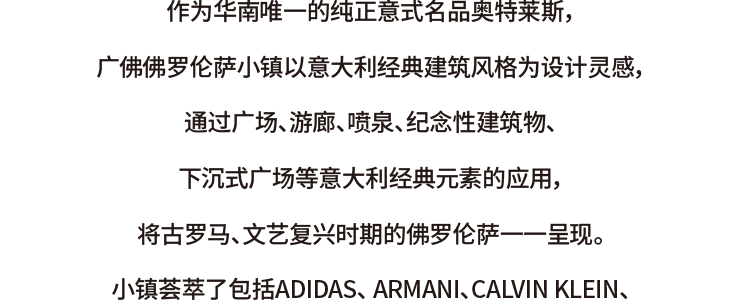 作为华南唯一的纯正意式名品奥特莱斯，
广佛佛罗伦萨小镇以意大利经典建筑风格为设计灵感，
通过广场、游廊、喷泉、纪念性建筑物、
下沉式广场等意大利经典元素的应用，
将古罗马、文艺复兴时期的佛罗伦萨一一呈现。
小镇荟萃了包括ADIDAS、ARMANI、CALVIN KLEIN、